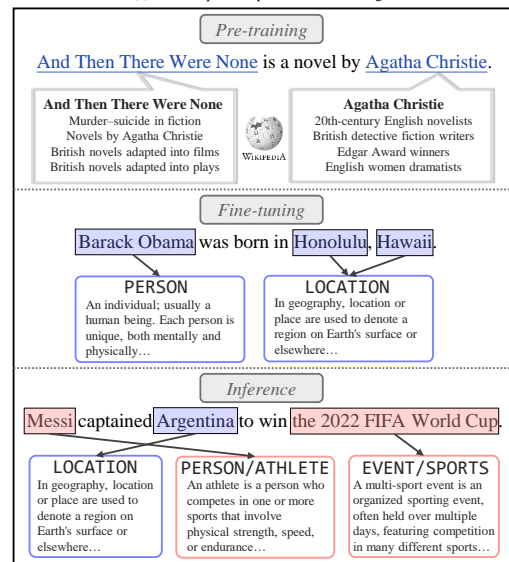 Pre-training
And Then There Were None is a novel by Agatha Christie.
And Then There Were None
Murder–suicide in fiction
Novels by Agatha Christie
British novels adapted into films
British novels adapted into plays
WIKIPEDIA
Agatha Christie
20th-century English novelists
British detective fiction writers
Edgar Award winners
English women dramatists
Fine-tuning
Barack Obama was born in Honolulu, Hawaii.
PERSON
An individual; usually a
human being. Each person is
unique, both mentally and
physically…
LOCATION
In geography, location or
place are used to denote a
region on Earth's surface or
elsewhere…
Inference
Messi captained Argentina to win the 2022 FIFA World Cup.
LOCATION
In geography, location
or place are used to
denote a region on
Earth's surface or
elsewhere…
PERSON/ATHLETE
An athlete is a person who
competes in one or more
sports that involve
physical strength, speed,
or endurance…
EVENT/SPORTS
A multi-sport event is an
organized sporting event,
often held over multiple
days, featuring competition
in many different sports…